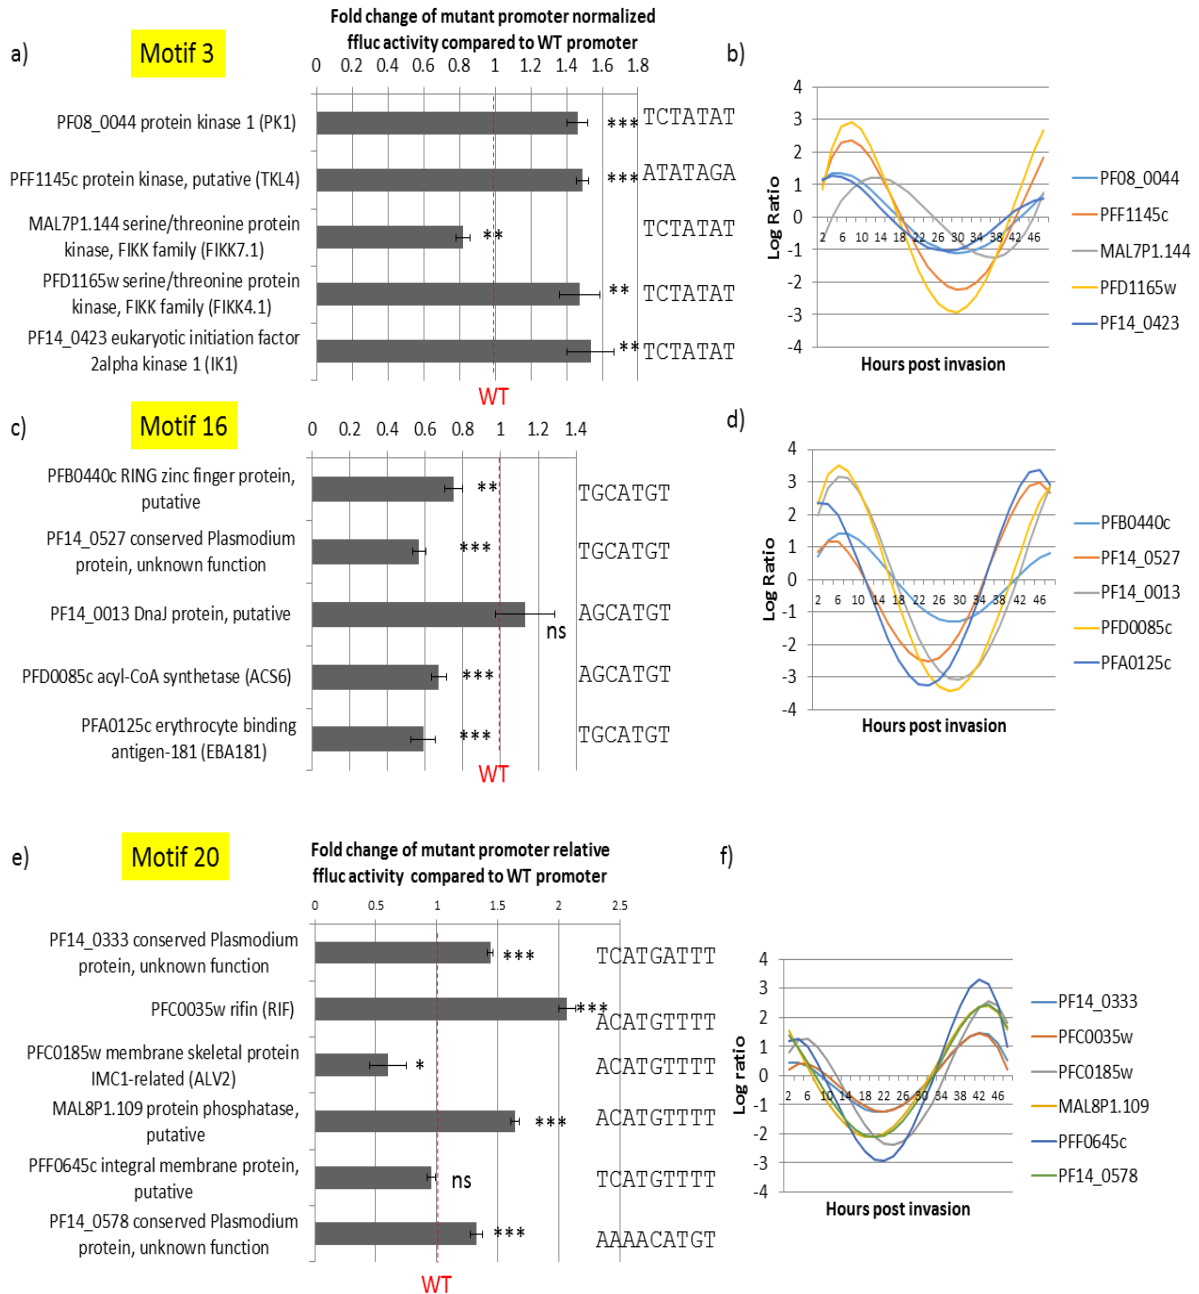 a)
Motif 3
Fold change of mutant promoter normalized
ffluc activity compared to WT promoter
0 0.2 0.4 0.6 0.8 1 1.2 1.4 1.6 1.8
PF08_0044 protein kinase 1 (PK1)
*** TCTATAT
PFF1145c protein kinase, putative (TKL4)
*** ATATAGA
MAL7P1.144 serine/threonine protein
kinase, FIKK family (FIKK7.1)
** TCTATAT
PFD1165w serine/threonine protein
kinase, FIKK family (FIKK4.1)
** TCTATAT
PF14_0423 eukaryotic initiation factor
2alpha kinase 1 (IK1)
** TCTATAT
WT
b)
4
3
2
1
0
-1
-2
-3
-4
Log Ratio
2 6 10 14 18 22 26 30 34 38 42 46
Hours post invasion
PF08_0044
PFF1145c
MAL7P1.144
PFD1165w
PF14_0423
c)
Motif 16
0 0.2 0.4 0.6 0.8 1 1.2 1.4
PFB0440c RING zinc finger protein,
putative
** TGCATGT
PF14_0527 conserved Plasmodium
protein, unknown function
*** TGCATGT
PF14_0013 DnaJ protein, putative
ns AGCATGT
PFD0085c acyl-CoA synthetase (ACS6)
*** AGCATGT
PFA0125c erythrocyte binding
antigen-181 (EBA181)
*** TGCATGT
WT
d)
4
3
2
1
0
-1
-2
-3
-4
Log Ratio
2 6 10 14 18 22 26 30 34 38 42 46
Hours post invasion
PFB0440c
PF14_0527
PF14_0013
PFD0085c
PFA0125c
e)
Motif 20
Fold change of mutant promoter relative
ffluc activity compared to WT promoter
0 0.5 1 1.5 2 2.5
PF14_0333 conserved Plasmodium
protein, unknown function
*** TCATGATTT
PFC0035w rifin (RIF)
*** ACATGTTTT
PFC0185w membrane skeletal protein
IMC1-related (ALV2)
* ACATGTTTT
MAL8P1.109 protein phosphatase,
putative
*** ACATGTTTT
PFF0645c integral membrane protein,
putative
ns TCATGTTTT
PF14_0578 conserved Plasmodium
protein, unknown function
*** AAAACATGT
WT
f)
4
3
2
1
0
-1
-2
-3
-4
Log ratio
2 6 10 14 18 22 26 30 34 38 42 46
Hours post invasion
PF14_0333
PFC0035w
PFC0185w
MAL8P1.109
PFF0645c
PF14_0578